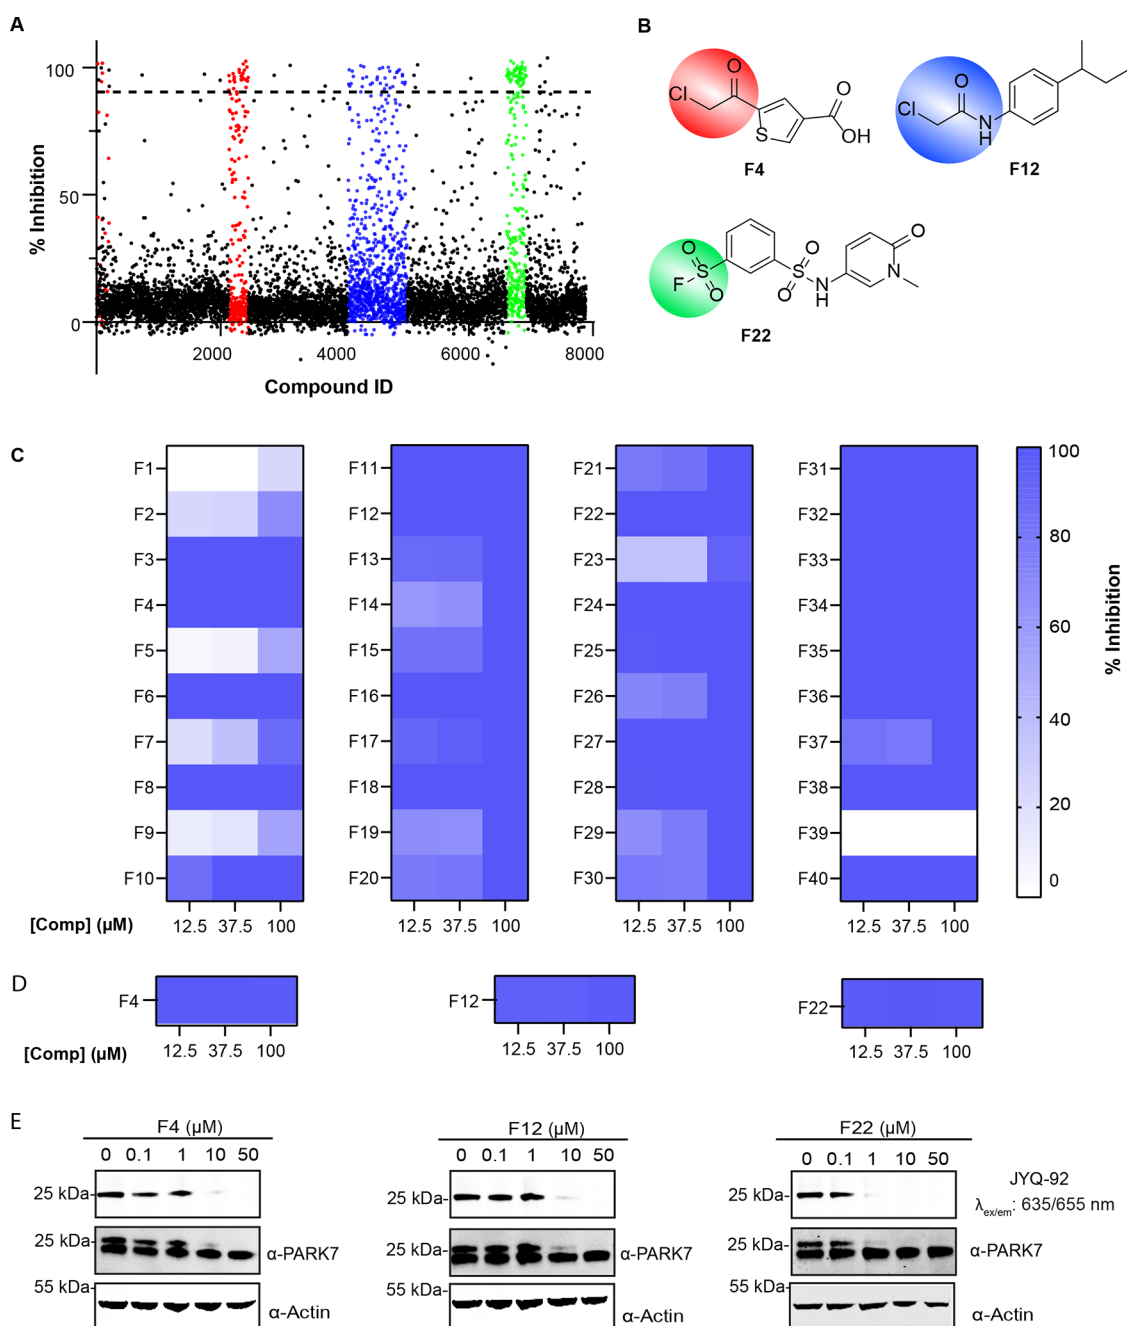 A
100
50
0
% Inhibition
2000 4000 6000 8000
Compound ID
B
Cl O S O OH
F4
Cl O N H
F12
O S O F O S O N H N O
F22
C
F1
F2
F3
F4
F5
F6
F7
F8
F9
F10
F11
F12
F13
F14
F15
F16
F17
F18
F19
F20
F21
F22
F23
F24
F25
F26
F27
F28
F29
F30
F31
F32
F33
F34
F35
F36
F37
F38
F39
F40
100
80
60
40
20
0
% Inhibition
[Comp] (µM) 12.5 37.5 100 12.5 37.5 100 12.5 37.5 100 12.5 37.5 100
D
F4 F12 F22
[Comp] (µM) 12.5 37.5 100 12.5 37.5 100 12.5 37.5 100
E
F4 (µM)
0 0.1 1 10 50
25 kDa-
25 kDa- α-PARK7
55 kDa- α-Actin
F12 (µM)
0 0.1 1 10 50
25 kDa-
25 kDa- α-PARK7
55 kDa- α-Actin
F22 (µM)
0 0.1 1 10 50
25 kDa- JYQ-92
λex/em: 635/655 nm
25 kDa- α-PARK7
55 kDa- α-Actin